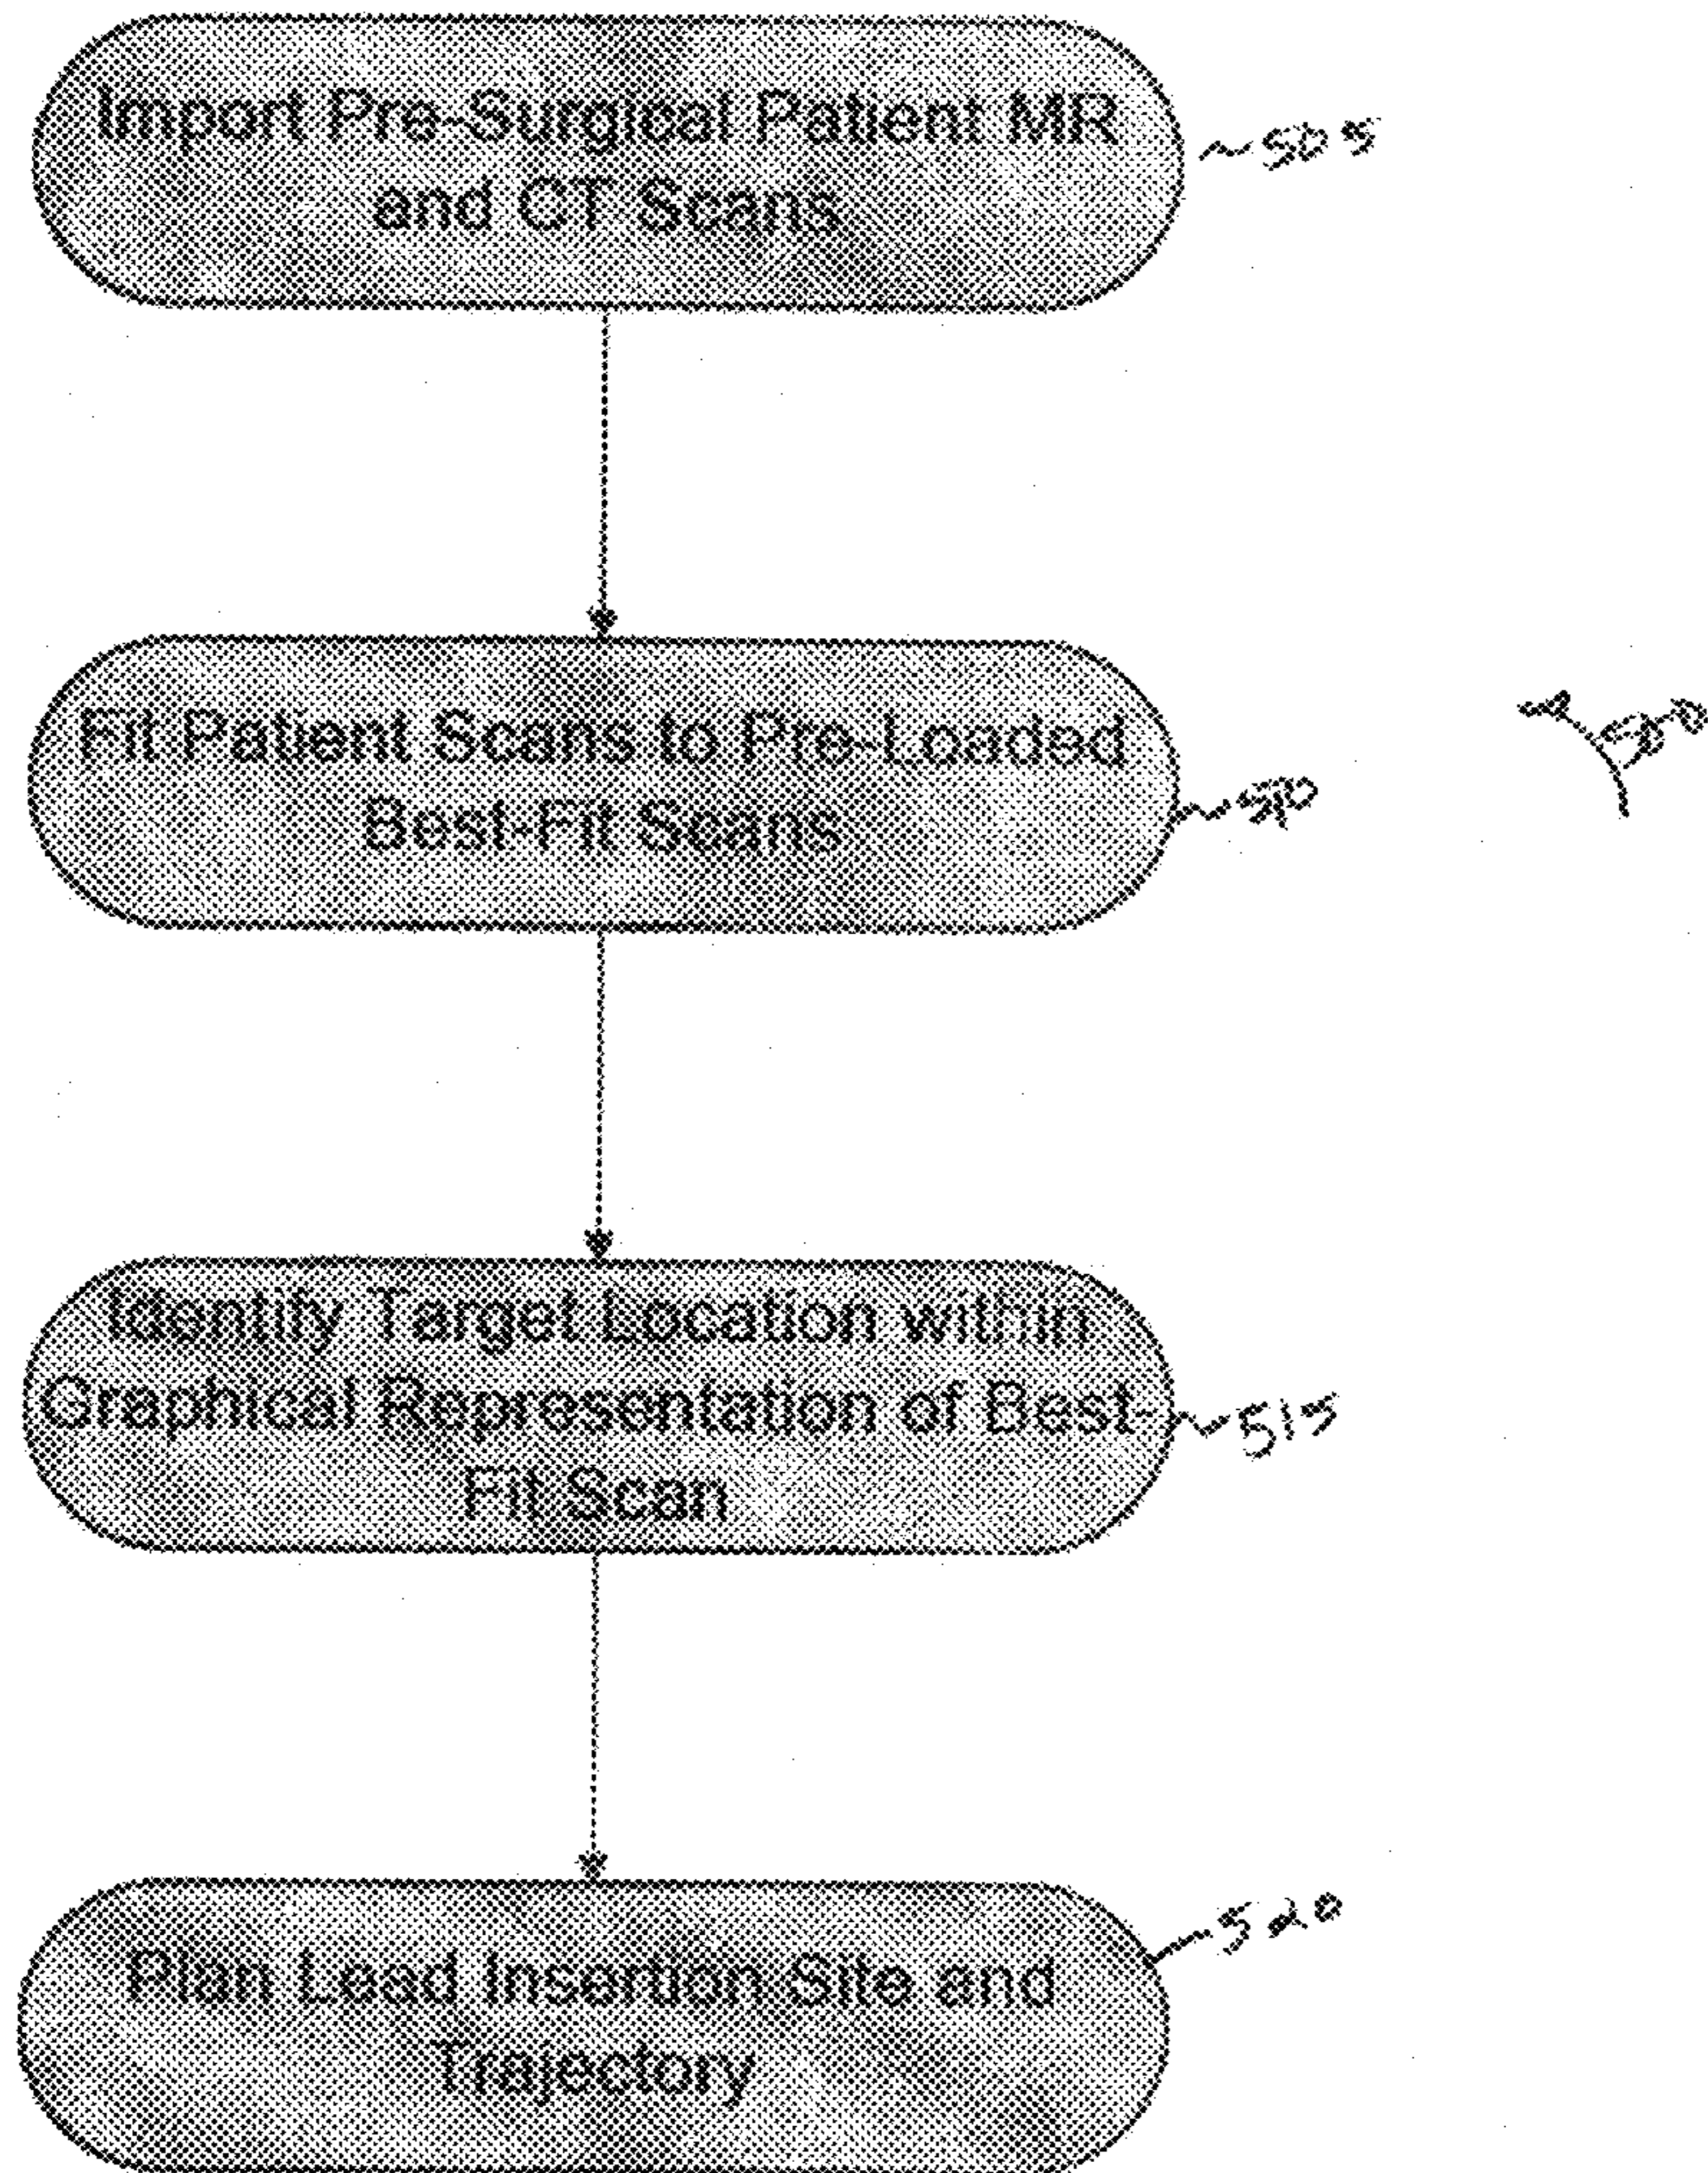 Import Pre-Surgical Patient MR
and CT Scans
505
Fit Patient Scans to Pre-Loaded
Best-Fit Scans
510
500
Identify Target Location within
Graphical Representation of Best-
Fit Scan
515
Plan Lead Insertion Site and
Trajectory
520